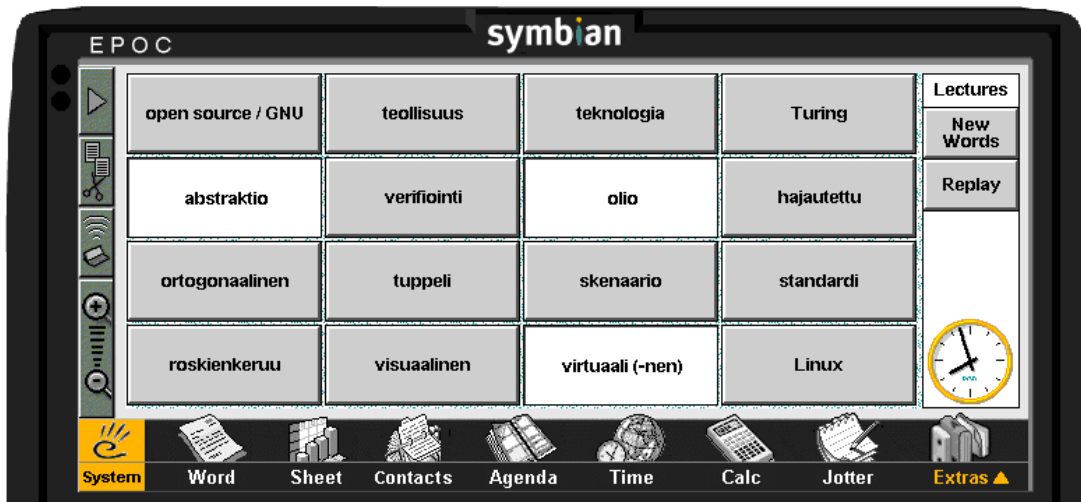 symbian
EPOC
open source / GNU
teollisuus
teknologia
Turing
Lectures
New
Words
abstraktio
verifiointi
olio
hajautettu
Replay
ortogonaalinen
tuppeli
skenaario
standardi
roskienkeruu
visuaalinen
virtuaali (-nen)
Linux
System
Word
Sheet
Contacts
Agenda
Time
Calc
Jotter
Extras ▲